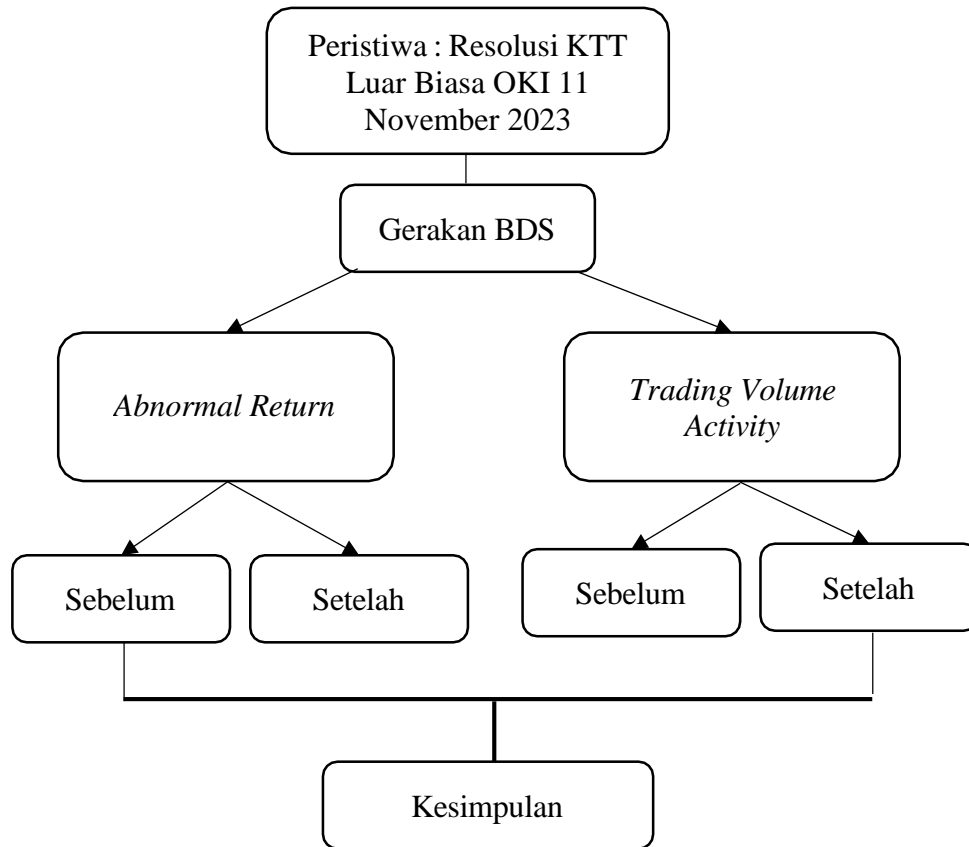 Peristiwa : Resolusi KTT
Luar Biasa OKI 11
November 2023
Gerakan BDS
Abnormal Return
Trading Volume
Activity
Sebelum
Setelah
Sebelum
Setelah
Kesimpulan